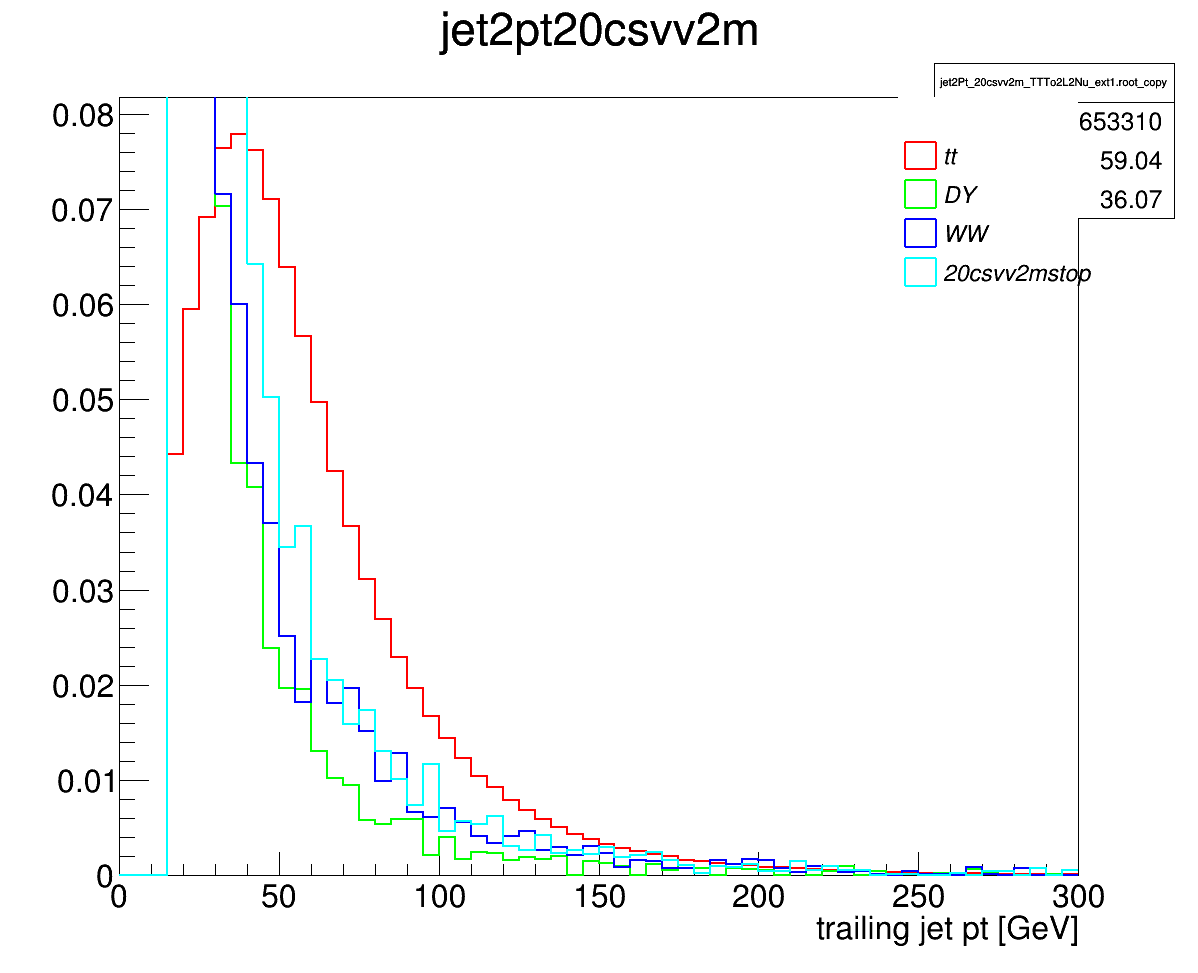 jet2pt20csvv2m
jet2Pt_20csvv2m_TTTo2L2Nu_ext1.root_copy
653310
59.04
36.07
tt
DY
WW
20csvv2mstop
0.08
0.07
0.06
0.05
0.04
0.03
0.02
0.01
0
0 50 100 150 200 250 300
trailing jet pt [GeV]